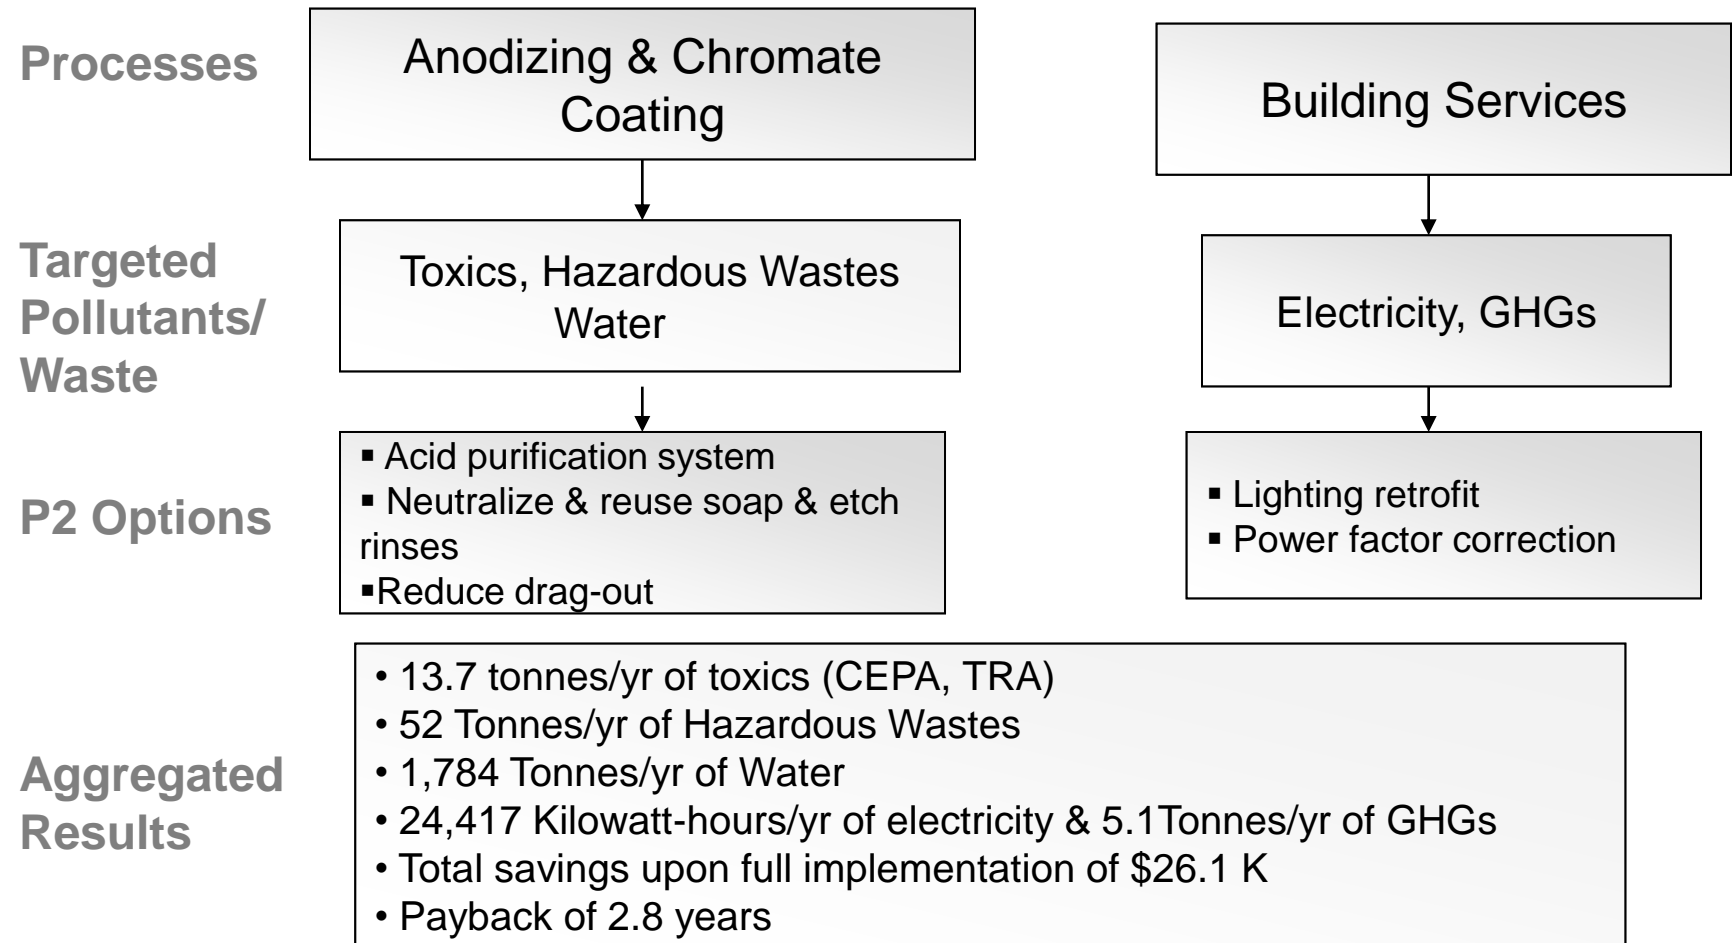 Processes
Anodizing & Chromate
Coating
Building Services
Targeted
Pollutants/
Waste
Toxics, Hazardous Wastes
Water
Electricity, GHGs
P2 Options
▪ Acid purification system
▪ Neutralize & reuse soap & etch
rinses
▪Reduce drag-out
▪ Lighting retrofit
▪ Power factor correction
Aggregated
Results
• 13.7 tonnes/yr of toxics (CEPA, TRA)
• 52 Tonnes/yr of Hazardous Wastes
• 1,784 Tonnes/yr of Water
• 24,417 Kilowatt-hours/yr of electricity & 5.1Tonnes/yr of GHGs
• Total savings upon full implementation of $26.1 K
• Payback of 2.8 years